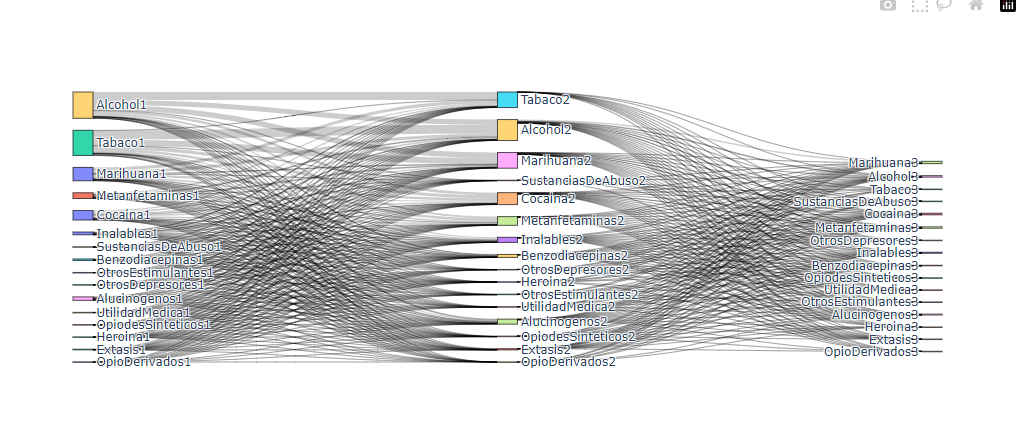 Alcohol1
Tabaco1
Marihuana1
Metanfetaminas1
Cocaina1
Inalables1
SustanciasDeAbuso1
Benzodiacepinas1
OtrosEstimulantes1
OtrosDepresores1
Alucinogenos1
UtilidadMedica1
OpiodesSinteticos1
Heroina1
Extasis1
OpioDerivados1
Tabaco2
Alcohol2
Marihuana2
SustanciasDeAbuso2
Cocaina2
Metanfetaminas2
Inalables2
Benzodiacepinas2
OtrosDepresores2
Heroina2
OtrosEstimulantes2
UtilidadMedica2
Alucinogenos2
OpiodesSinteticos2
Extasis2
OpioDerivados2
Marihuana3
Alcohol3
Tabaco3
SustanciasDeAbuso3
Cocaina3
Metanfetaminas3
OtrosDepresores3
Inalables3
Benzodiacepinas3
OpiodesSinteticos3
UtilidadMedica3
OtrosEstimulantes3
Alucinogenos3
Heroina3
Extasis3
OpioDerivados3